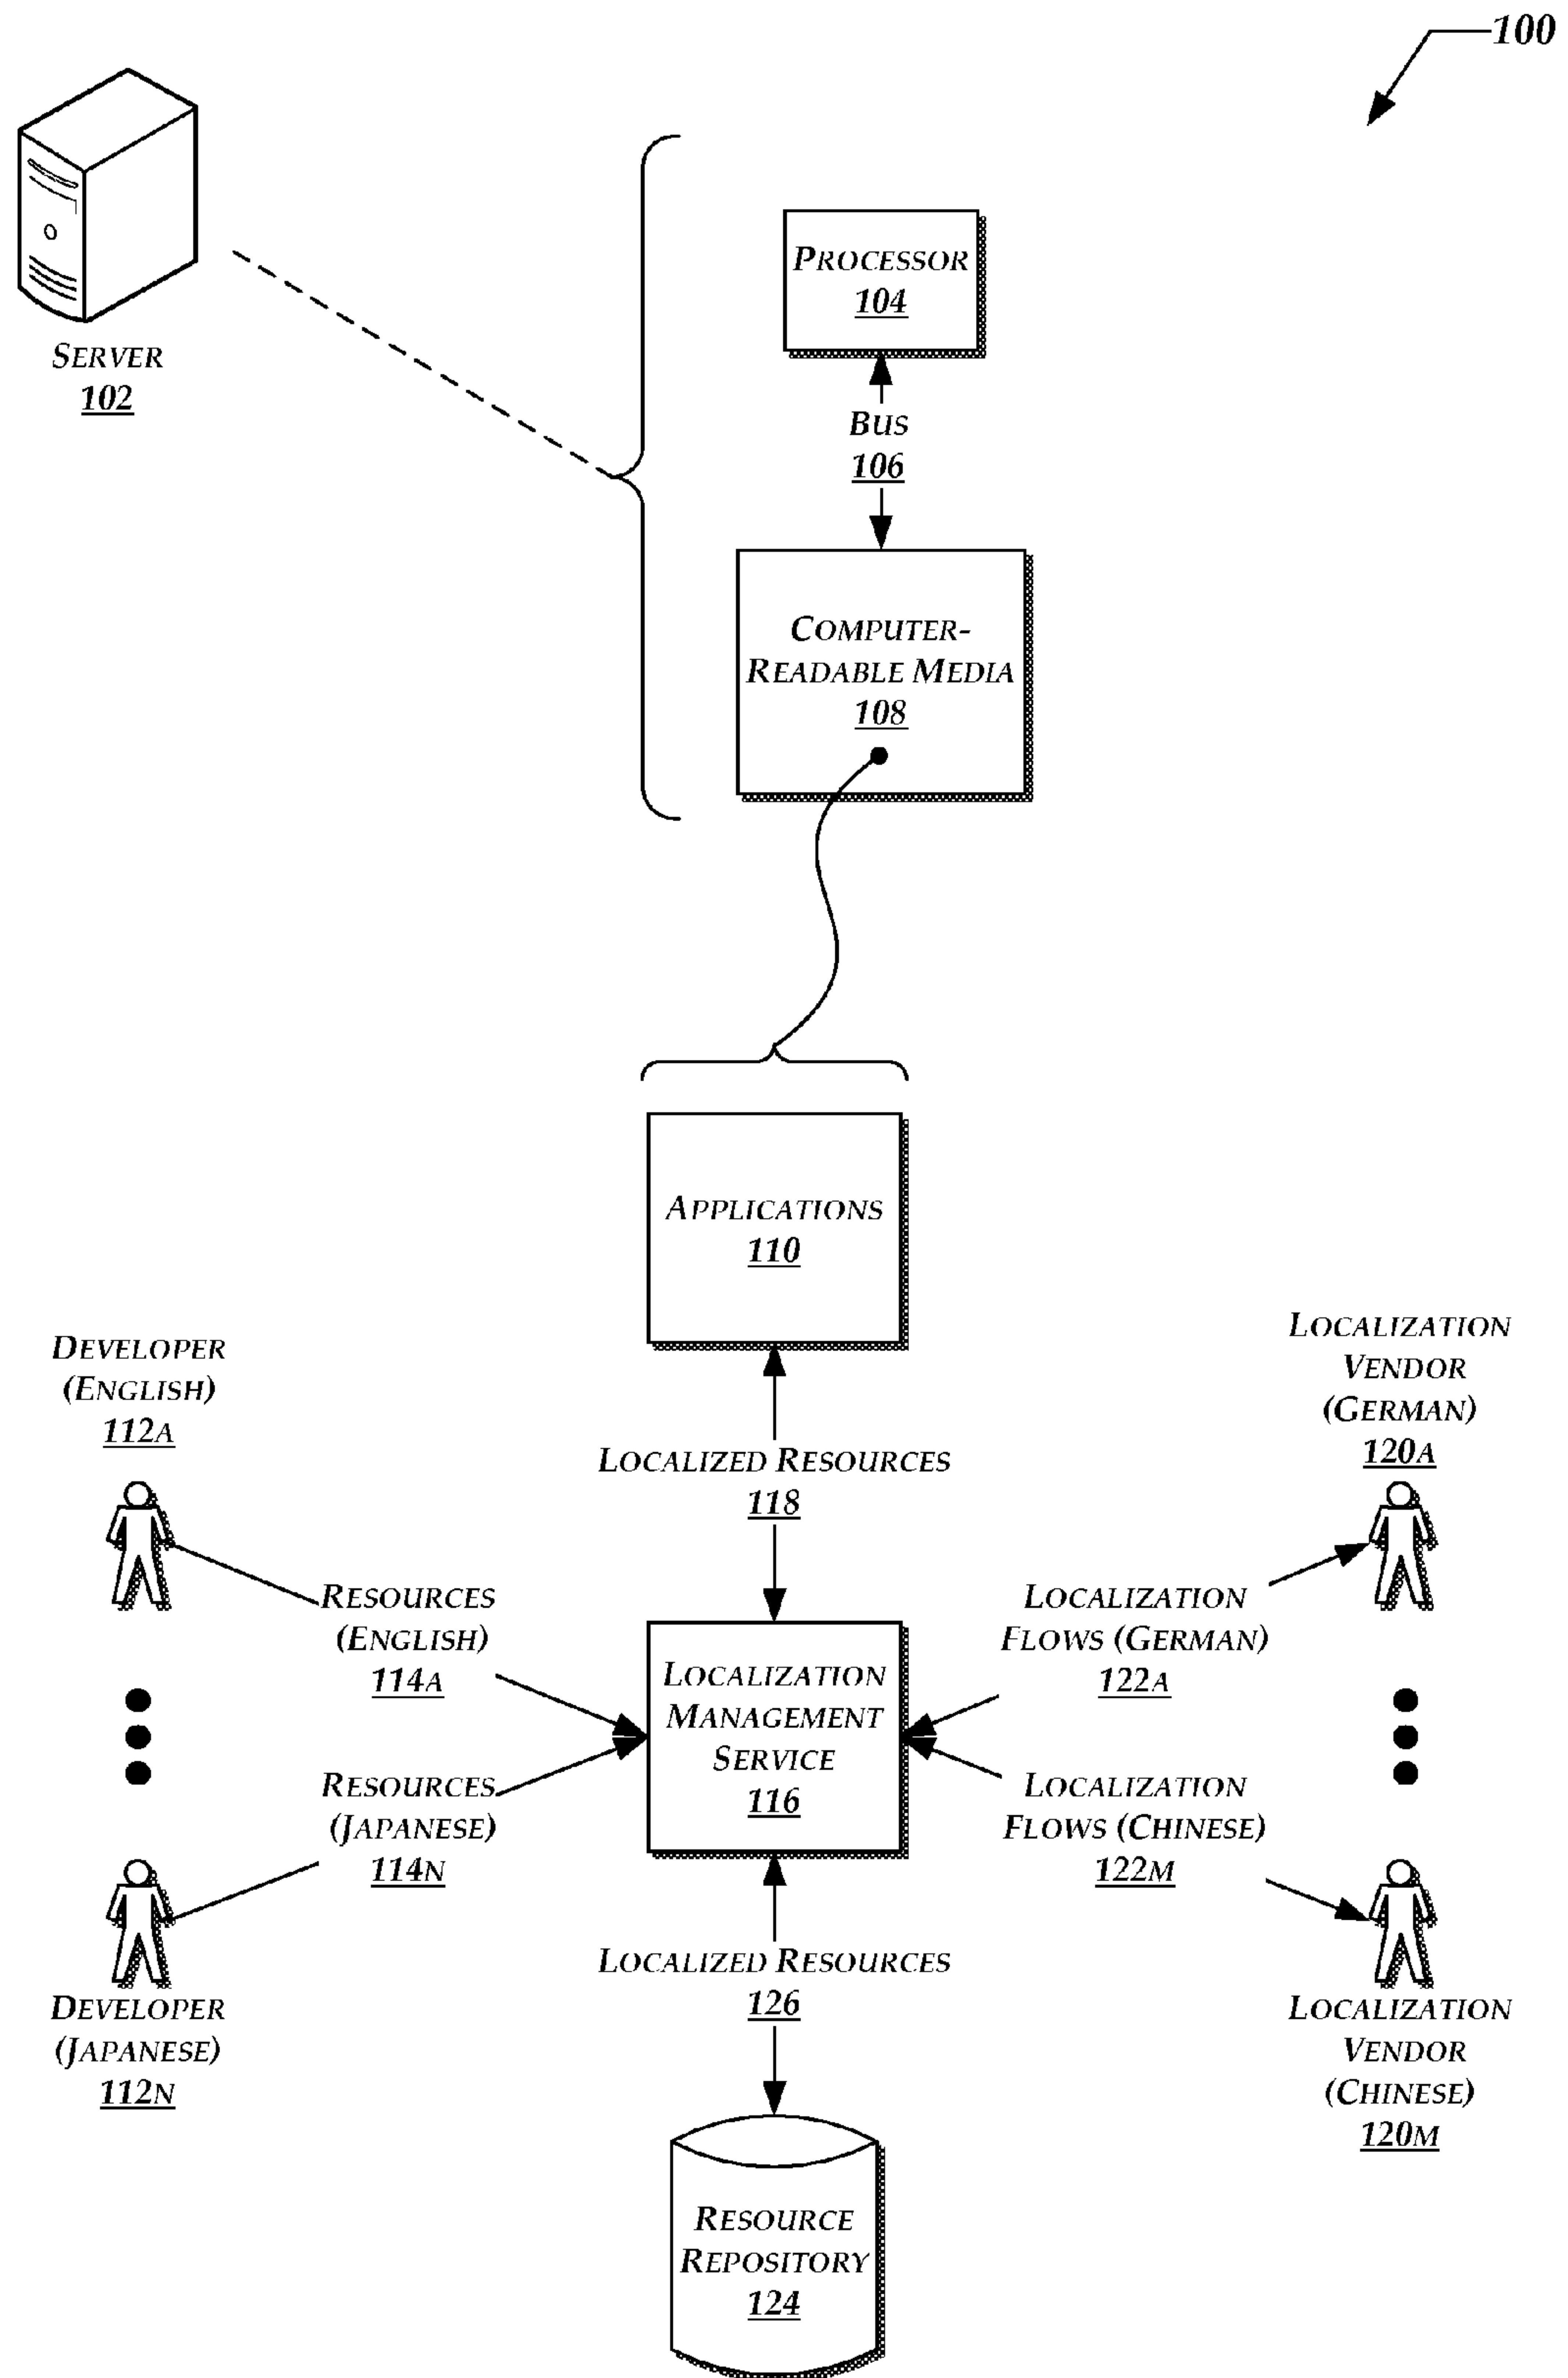 100
SERVER
102
PROCESSOR
104
BUS
106
COMPUTER-
READABLE MEDIA
108
APPLICATIONS
110
DEVELOPER
(ENGLISH)
112A
LOCALIZATION
VENDOR
(GERMAN)
120A
LOCALIZED RESOURCES
118
RESOURCES
(ENGLISH)
114A
LOCALIZATION
MANAGEMENT
SERVICE
116
LOCALIZATION
FLOWS (GERMAN)
122A
RESOURCES
(JAPANESE)
114N
LOCALIZATION
FLOWS (CHINESE)
122M
LOCALIZED RESOURCES
126
DEVELOPER
(JAPANESE)
112N
LOCALIZATION
VENDOR
(CHINESE)
120M
RESOURCE
REPOSITORY
124